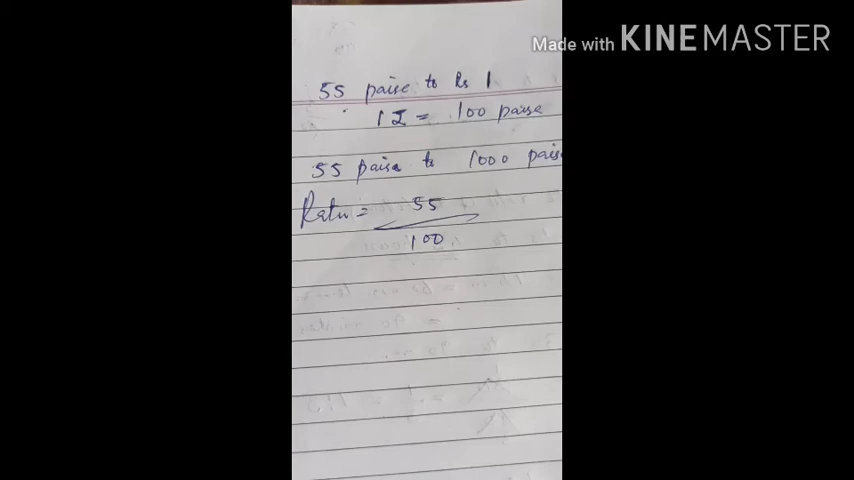 Made with KINEMASTER
55 paise to Rs 1
1 I = 100 paise
55 paise to 1000 paise
Ratio = 55
100